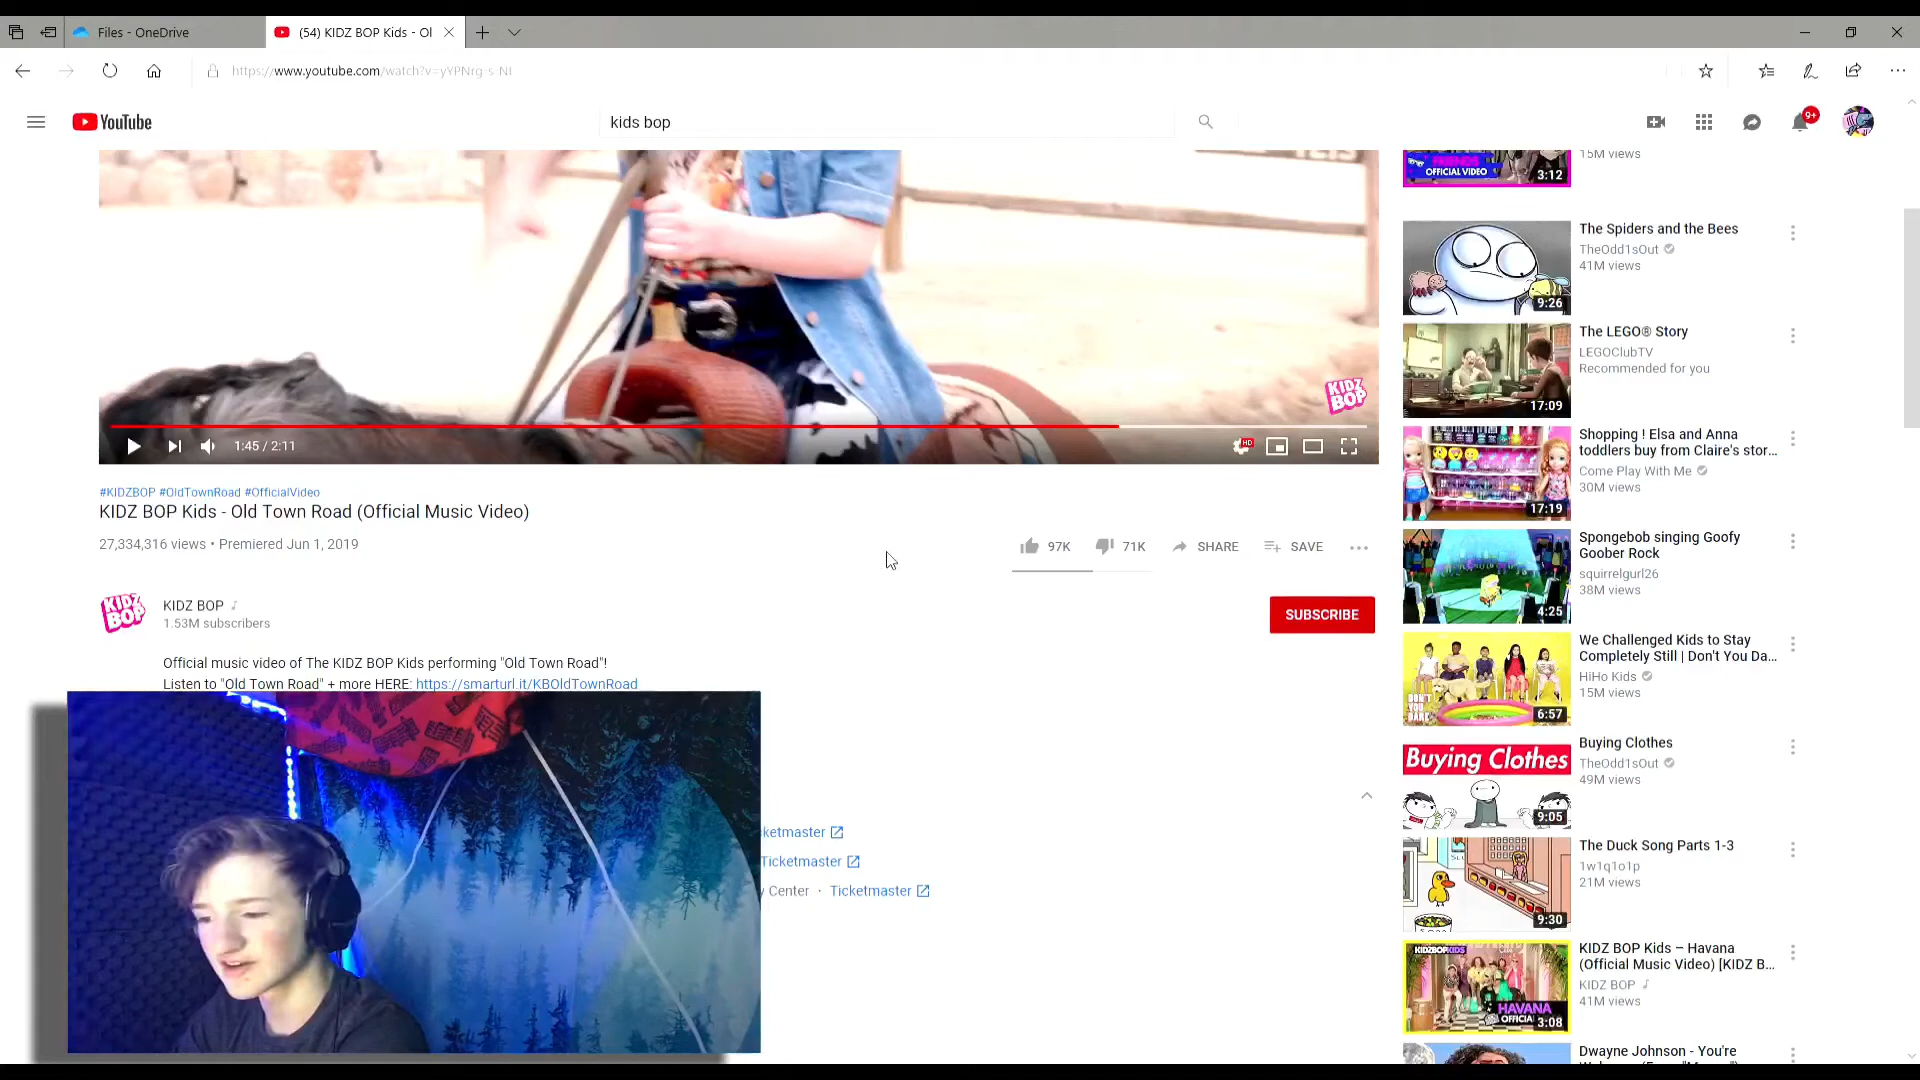 Files - OneDrive
(54) KIDZ BOP Kids - Ol
https://www.youtube.com/watch?v=yYPNrg-s-NI
YouTube
kids bop
9+
KIDZ BOP
1:45 / 2:11
HD
#KIDZBOP #OldTownRoad #OfficialVideo
KIDZ BOP Kids - Old Town Road (Official Music Video)
27,334,316 views • Premiered Jun 1, 2019
97K
71K
SHARE
SAVE
KIDZ BOP
KIDZ BOP
1.53M subscribers
SUBSCRIBE
Official music video of The KIDZ BOP Kids performing "Old Town Road"!
Listen to "Old Town Road" + more HERE: https://smarturl.it/KBOldTownRoad
cketmaster
Ticketmaster
y Center · Ticketmaster
FRIENDS
OFFICIAL VIDEO
3:12
15M views
9:26
The Spiders and the Bees
TheOdd1sOut
41M views
17:09
The LEGO® Story
LEGOClubTV
Recommended for you
17:19
Shopping ! Elsa and Anna
toddlers buy from Claire's stor...
Come Play With Me
30M views
4:25
Spongebob singing Goofy
Goober Rock
squirrelgurl26
38M views
DON'T
YOU
DARE
6:57
We Challenged Kids to Stay
Completely Still | Don't You Da...
HiHo Kids
15M views
Buying Clothes
9:05
Buying Clothes
TheOdd1sOut
49M views
9:30
The Duck Song Parts 1-3
1w1q1o1p
21M views
KIDZBOPKIDS
HAVANA
3:08
KIDZ BOP Kids – Havana
(Official Music Video) [KIDZ B...
KIDZ BOP
41M views
Dwayne Johnson - You're